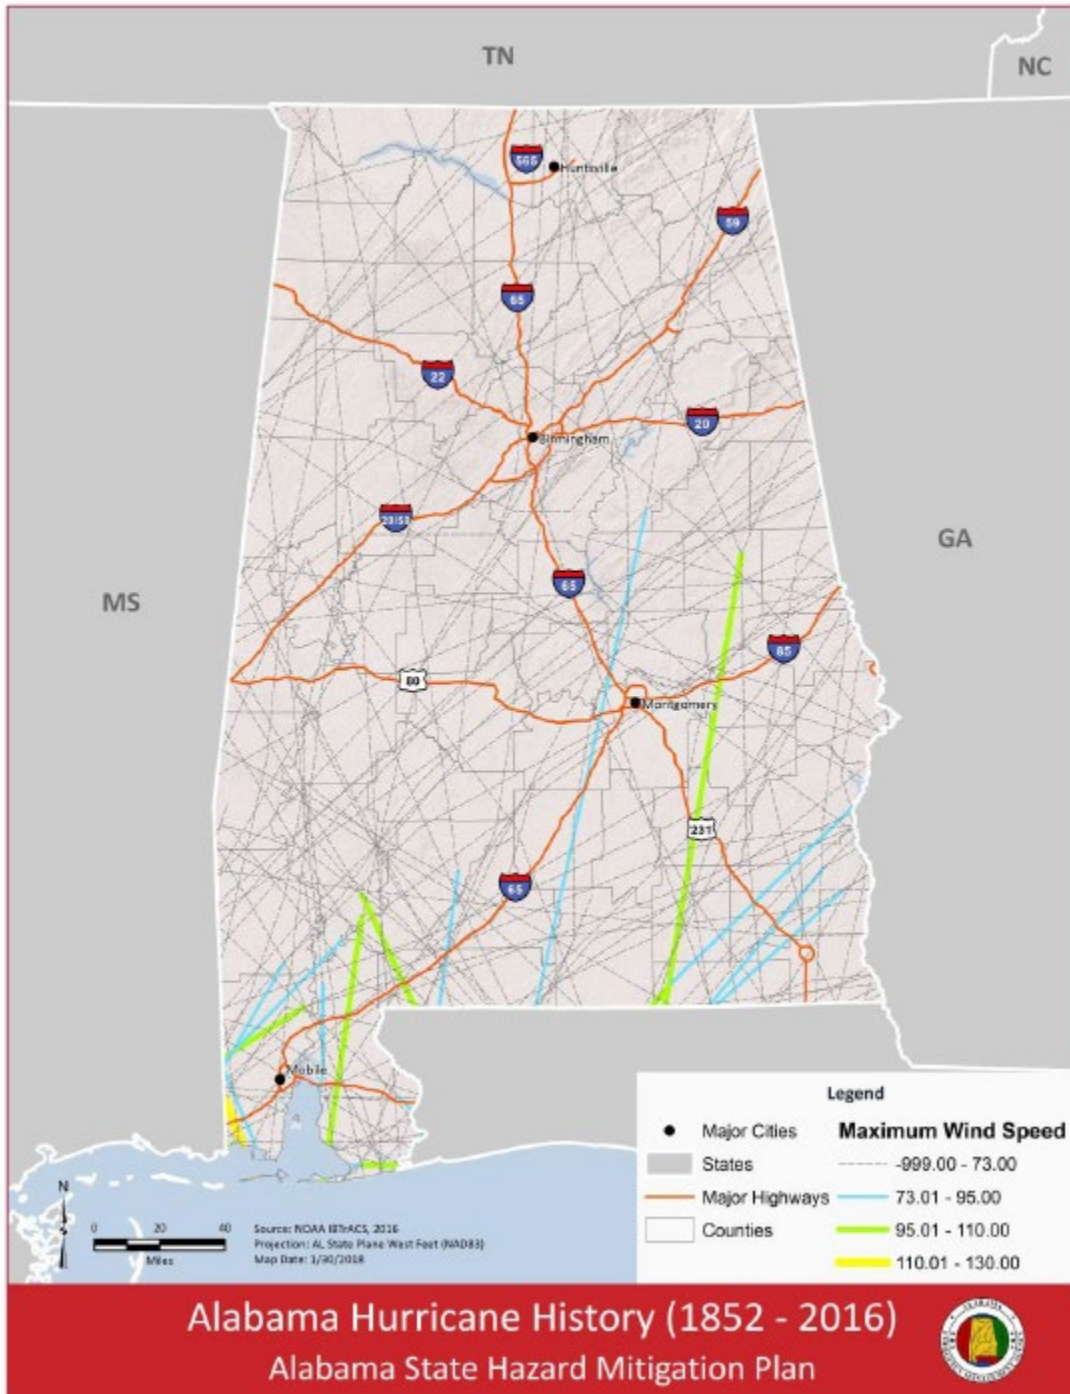 TN
NC
565
Huntsville
59
65
22
20
Birmingham
GA
65
MS
85
80
Montgomery
231
65
Mobile
Legend
Major Cities
Maximum Wind Speed
States
-999.00 - 73.00
Major Highways
73.01 - 95.00
Counties
95.01 - 110.00
110.01 - 130.00
N
0 20 40
Miles
Source: NOAA IBTrACS, 2016
Projection: AL State Plane West Feet (NAD83)
Map Date: 1/30/2018
Alabama Hurricane History (1852 - 2016)
Alabama State Hazard Mitigation Plan